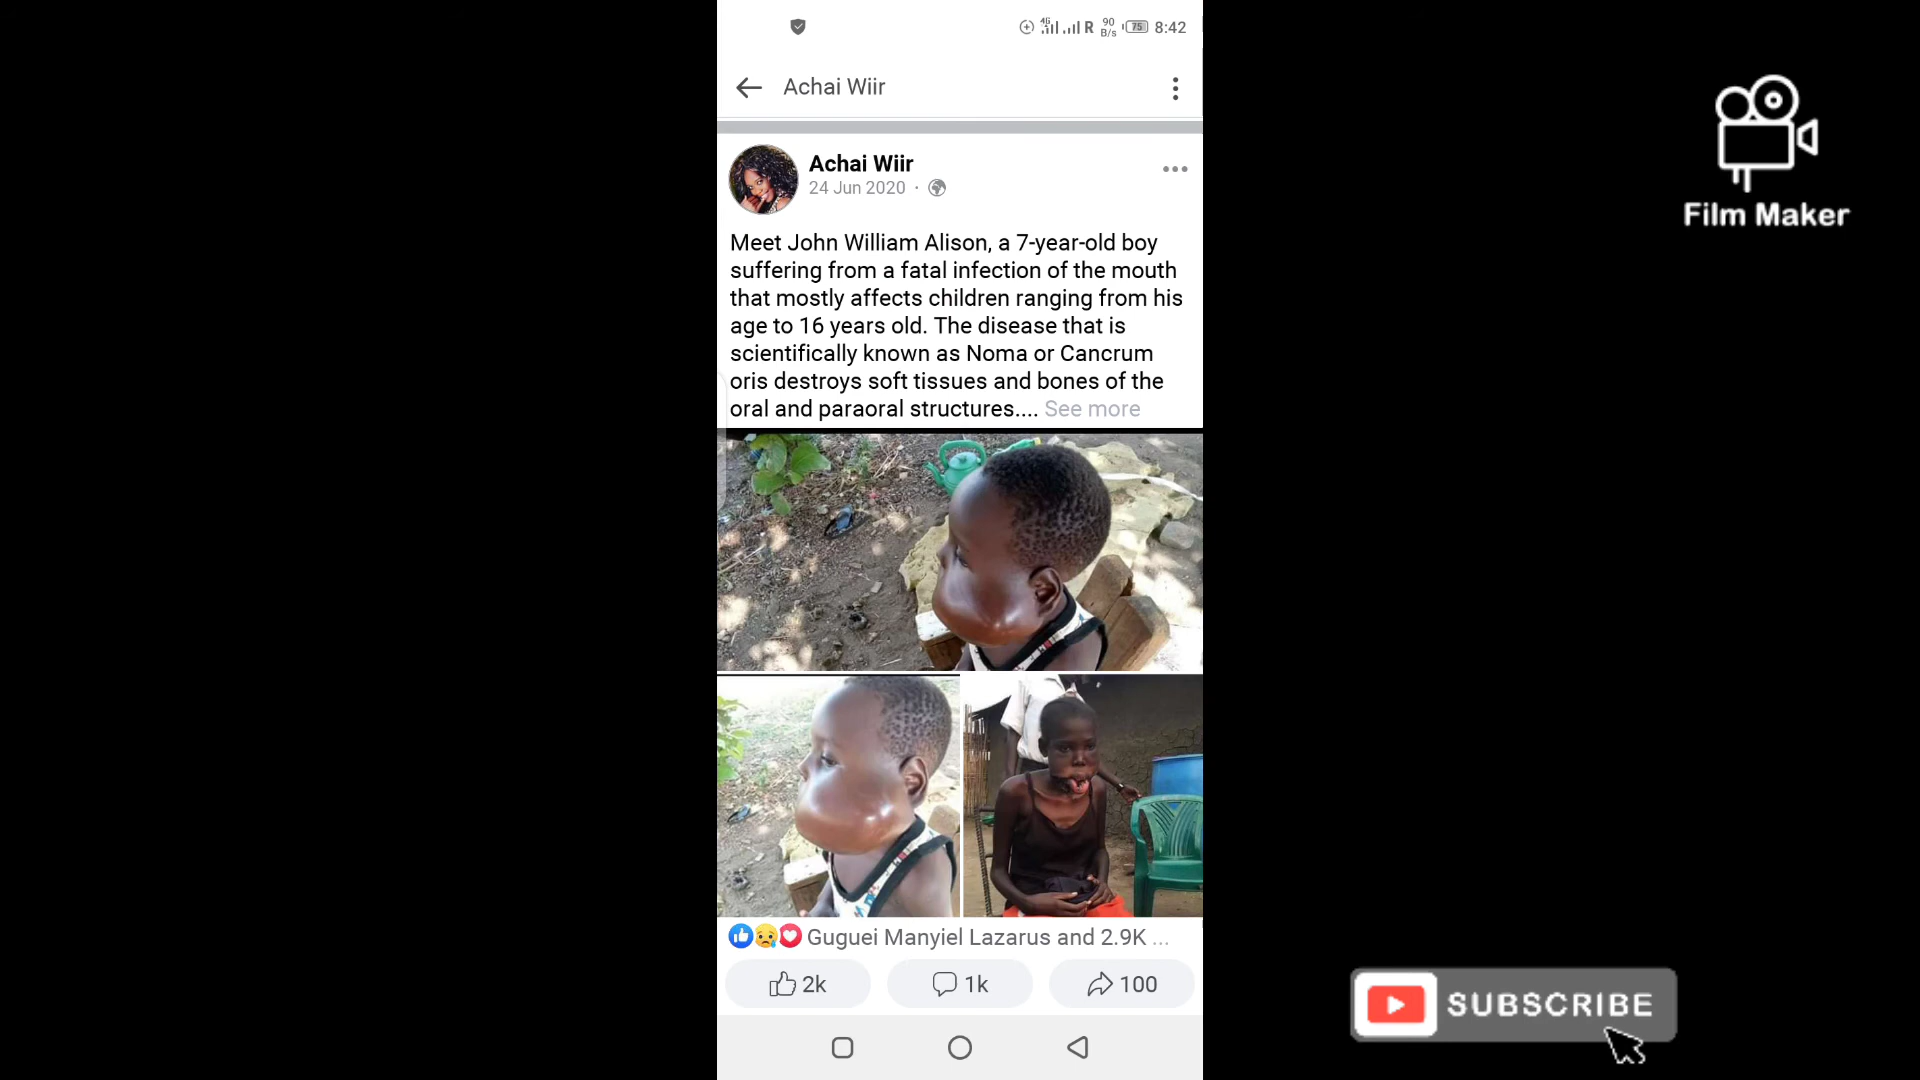 4G R 90 B/s 75 8:42
Achai Wiir
Achai Wiir
24 Jun 2020 ·
Meet John William Alison, a 7-year-old boy
suffering from a fatal infection of the mouth
that mostly affects children ranging from his
age to 16 years old. The disease that is
scientifically known as Noma or Cancrum
oris destroys soft tissues and bones of the
oral and paraoral structures.... See more
Guguei Manyiel Lazarus and 2.9K ...
2k 1k 100
Film Maker
SUBSCRIBE